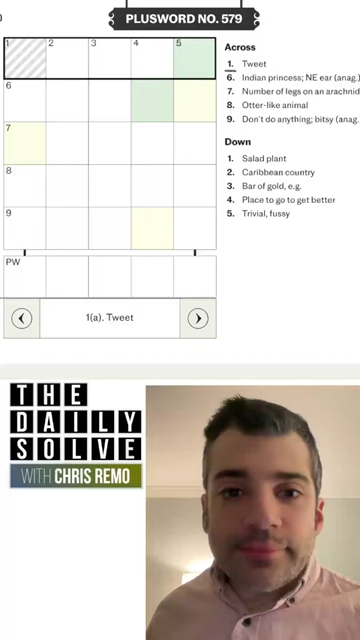 PLUSWORD NO. 579
1 2 3 4 5
6
7
8
9
PW
1(a). Tweet
Across
1. Tweet
6. Indian princess; NE ear (anag.)
7. Number of legs on an arachnid
8. Otter-like animal
9. Don't do anything; bitsy (anag.
Down
1. Salad plant
2. Caribbean country
3. Bar of gold, e.g.
4. Place to go to get better
5. Trivial, fussy
THE
DAILY
SOLVE
WITH CHRIS REMO